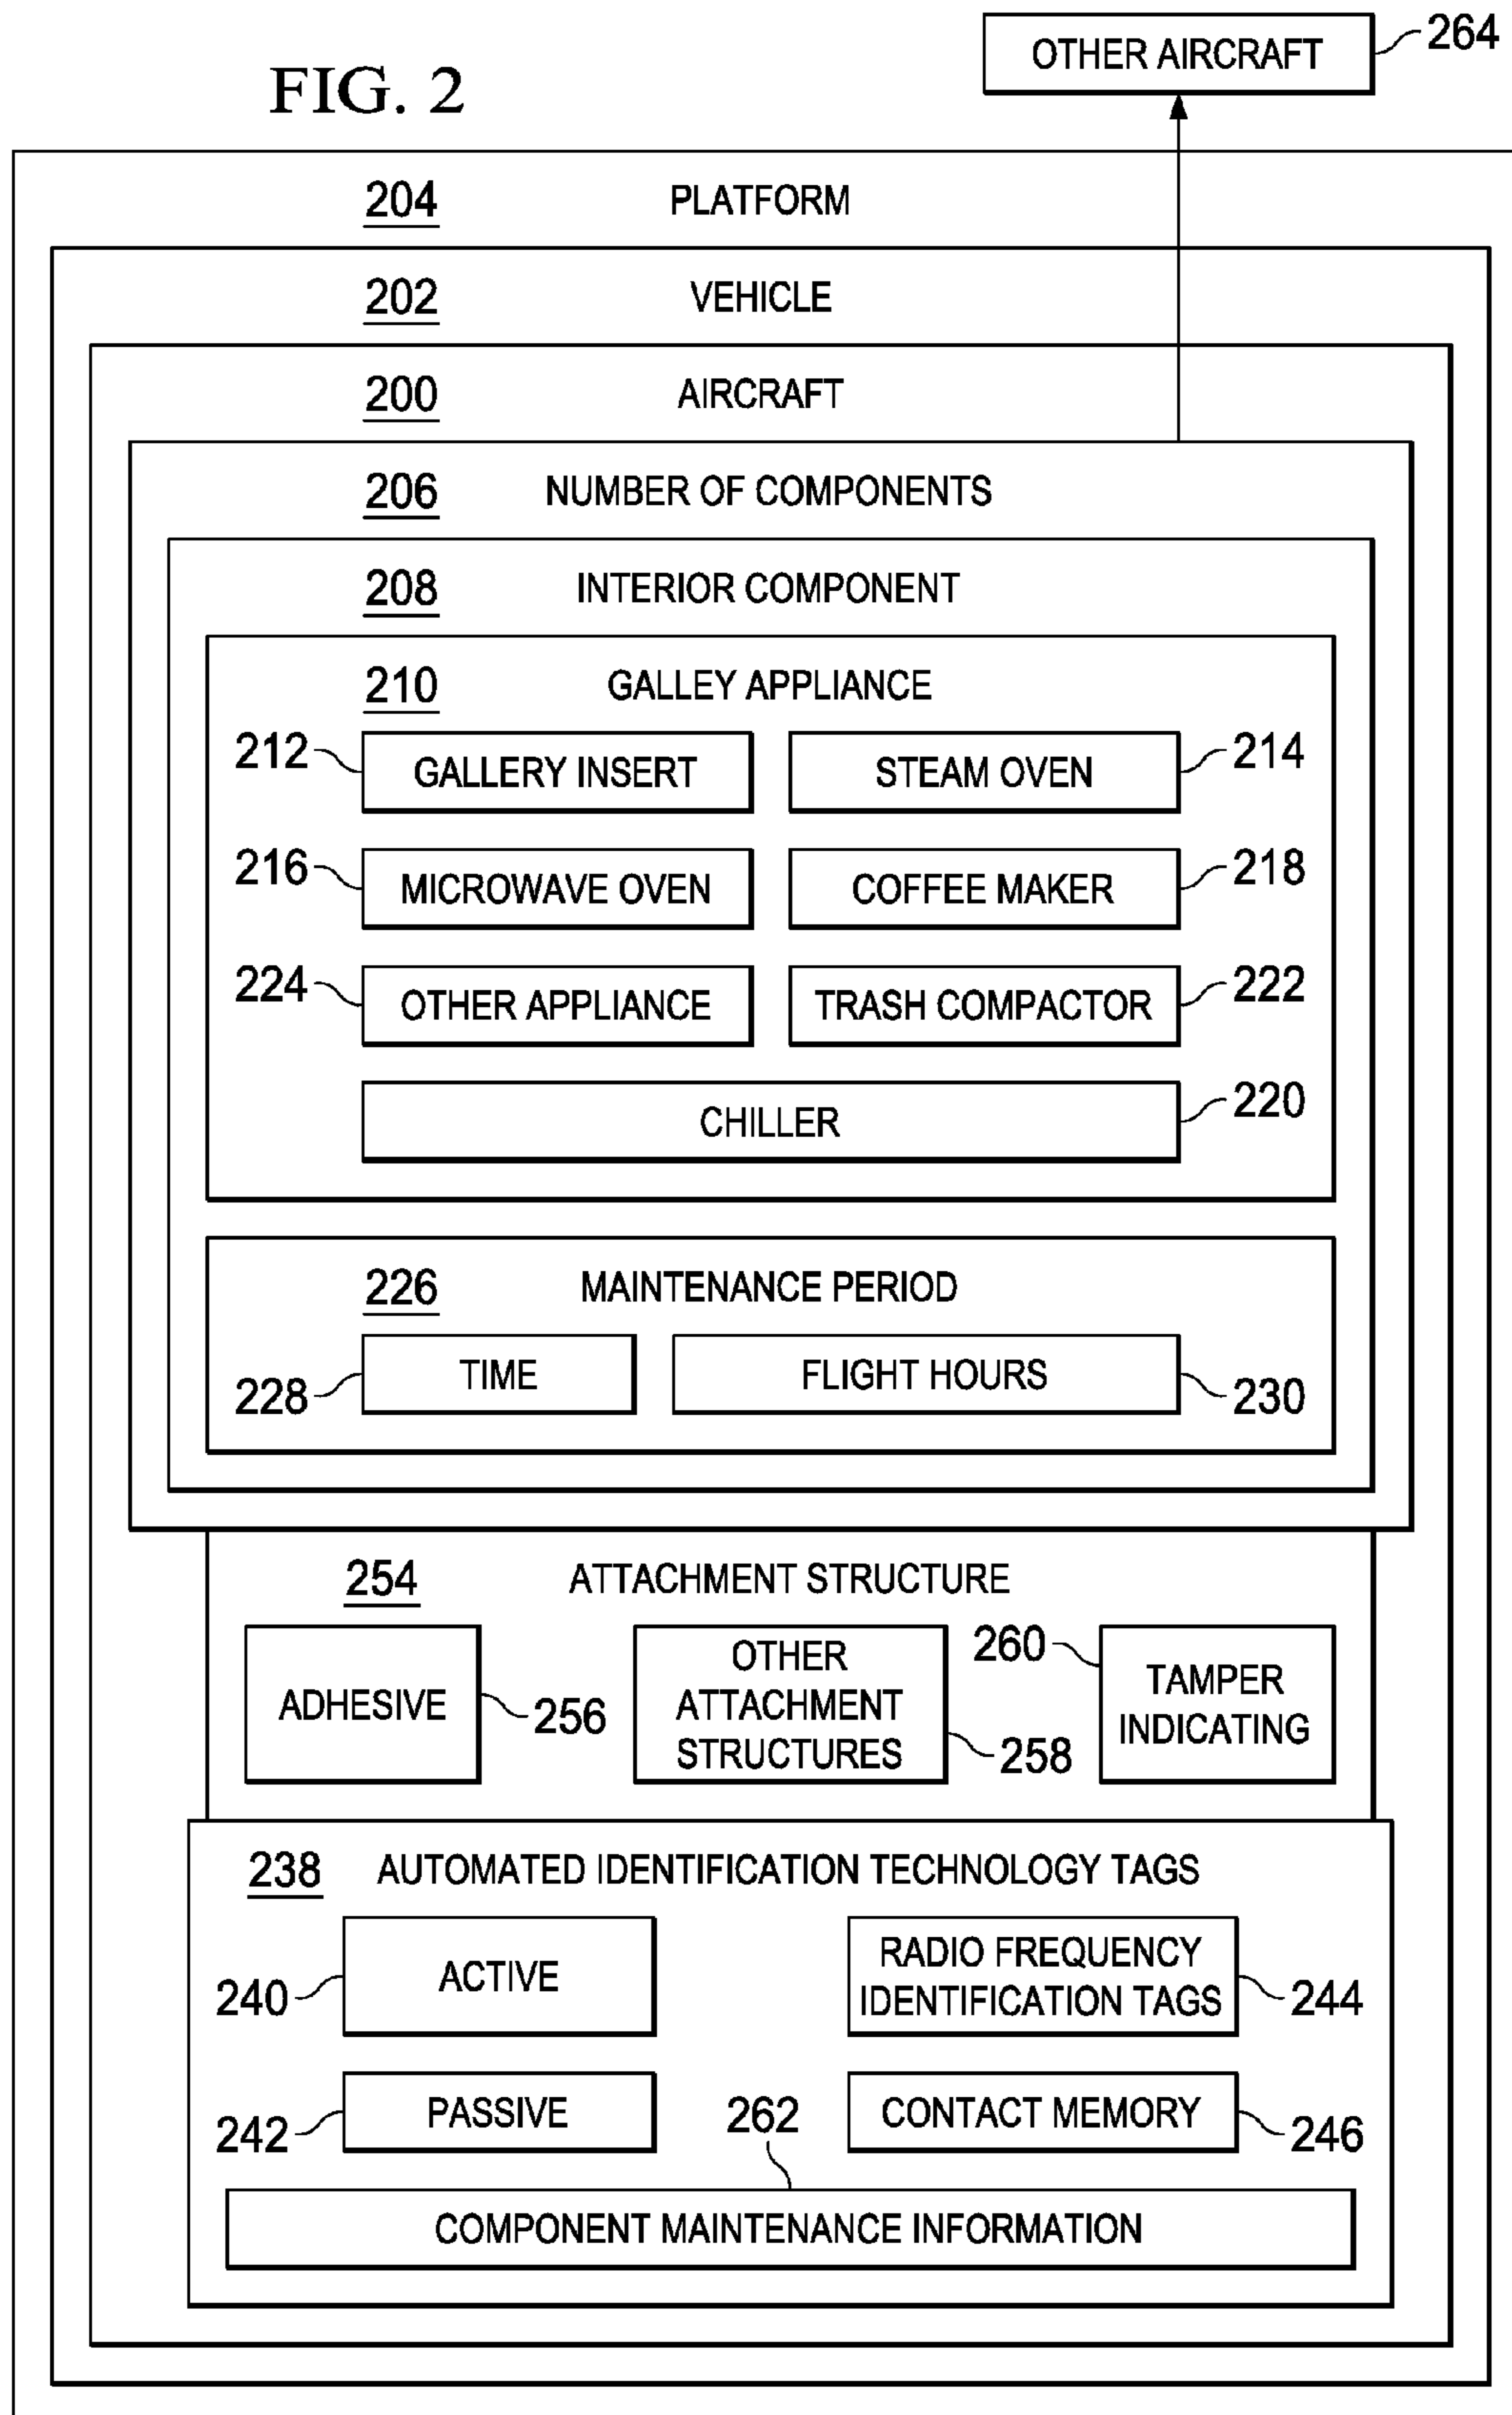 OTHER AIRCRAFT 264
FIG. 2
204 PLATFORM
202 VEHICLE
200 AIRCRAFT
206 NUMBER OF COMPONENTS
208 INTERIOR COMPONENT
210 GALLEY APPLIANCE
212 GALLERY INSERT STEAM OVEN 214
216 MICROWAVE OVEN COFFEE MAKER 218
224 OTHER APPLIANCE TRASH COMPACTOR 222
CHILLER 220
226 MAINTENANCE PERIOD
228 TIME FLIGHT HOURS 230
254 ATTACHMENT STRUCTURE
ADHESIVE 256
OTHER
ATTACHMENT
STRUCTURES 258
260 TAMPER
INDICATING
238 AUTOMATED IDENTIFICATION TECHNOLOGY TAGS
240 ACTIVE
RADIO FREQUENCY
IDENTIFICATION TAGS 244
242 PASSIVE 262 CONTACT MEMORY 246
COMPONENT MAINTENANCE INFORMATION